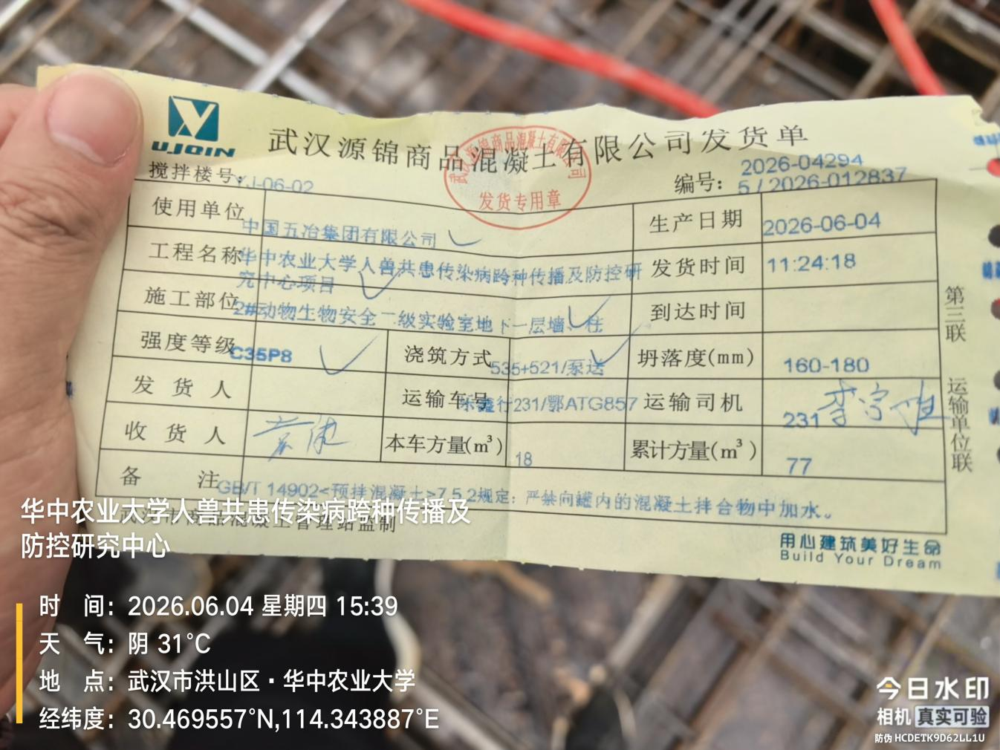 UJOIN
武汉源锦商品混凝土有限公司发货单
发货专用章
搅拌楼号: YJ-06-02
编号: 2026-04294
5 / 2026-012837
使用单位 中国五冶集团有限公司
生产日期 2026-06-04
工程名称 华中农业大学人兽共患传染病跨种传播及防控研
究中心项目
发货时间 11:24:18
施工部位 2#动物生物安全二级实验室地下一层墙、柱
到达时间
强度等级 C35P8
浇筑方式 535+521/泵送
坍落度(mm) 160-180
发货人
运输车号 231/鄂ATG857
运输司机 231
收货人
本车方量(m³) 18
累计方量(m³) 77
备注 GB/T 14902<预拌混凝土>7.5.2规定: 严禁向罐内的混凝土拌合物中加水。
第三联 运输单位联
用心建筑美好生命
Build Your Dream
华中农业大学人兽共患传染病跨种传播及
防控研究中心
时 间: 2026.06.04 星期四 15:39
天 气: 阴 31°C
地 点: 武汉市洪山区·华中农业大学
经纬度: 30.469557°N,114.343887°E
今日水印
相机 真实可验
防伪 HCDETK9D62LL1U